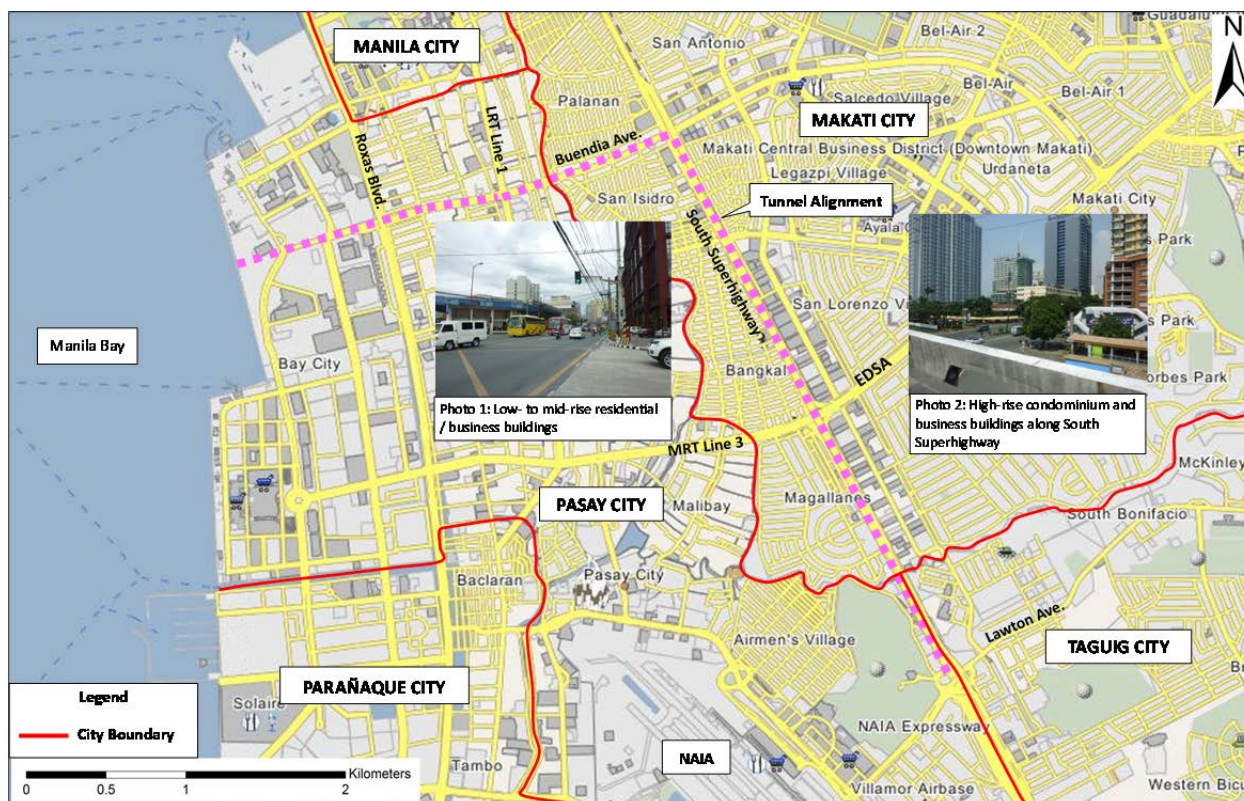 MANILA CITY
San Antonio
Bel-Air 2
N
Palanan
Salcedo Village
Bel-Air
Bel-Air 1
MAKATI CITY
LRT Line 1
Roxas Blvd.
Buendia Ave.
Makati Central Business District (Downtown Makati)
Urdaneta
Legazpi Village
San Isidro
Tunnel Alignment
Makati City
South Superhighway
San Lorenzo
Manila Bay
Bay City
Bangkal
EDSA
Photo 1: Low- to mid-rise residential
/ business buildings
Photo 2: High-rise condominium and
business buildings along South
Superhighway
MRT Line 3
McKinley
PASAY CITY
Malibay
Magallanes
South Bonifacio
Baclaran
Pasay City
Lawton Ave.
Airmen's Village
TAGUIG CITY
PARAÑAQUE CITY
Legend
City Boundary
Solaire
NAIA Expressway
NAIA
Tambo
Villamor Airbase
Western
Kilometers
0 0.5 1 2